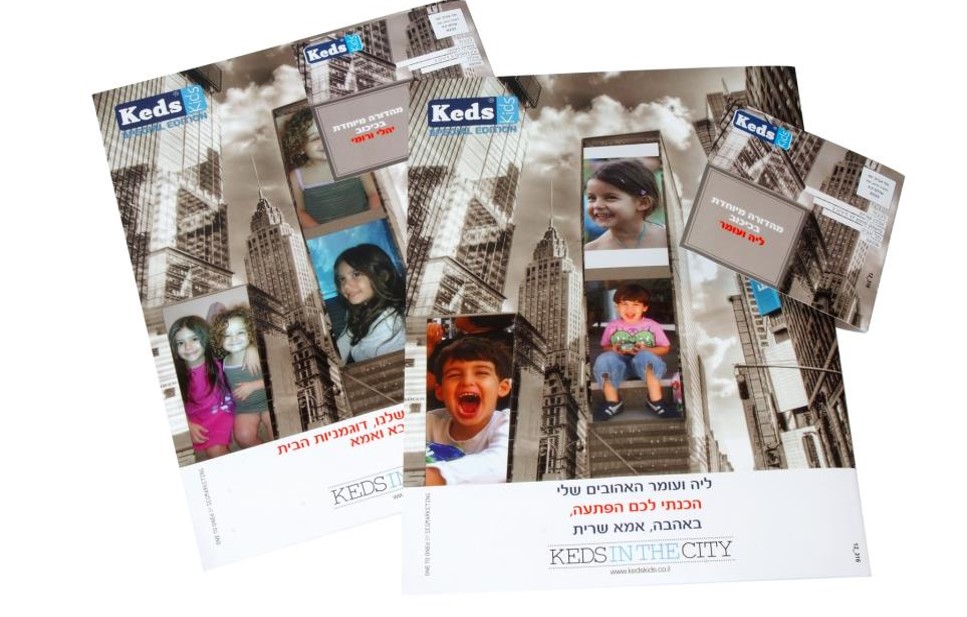 Keds Kids
SPECIAL EDITION
Keds
מהדורה מיוחדת
בכיכוב
יהלי ורומי
שלנו, דוגמניות הבית
בא ואמא
KEDS IN
Keds Kids
SPECIAL EDITION
ליה ועומר האהובים שלי
הכנתי לכם הפתעה,
באהבה, אמא שרית
KEDS IN THE CITY
www.kedskids.co.il
12_318
Keds
מהדורה מיוחדת
בכיכוב
ליה ועומר